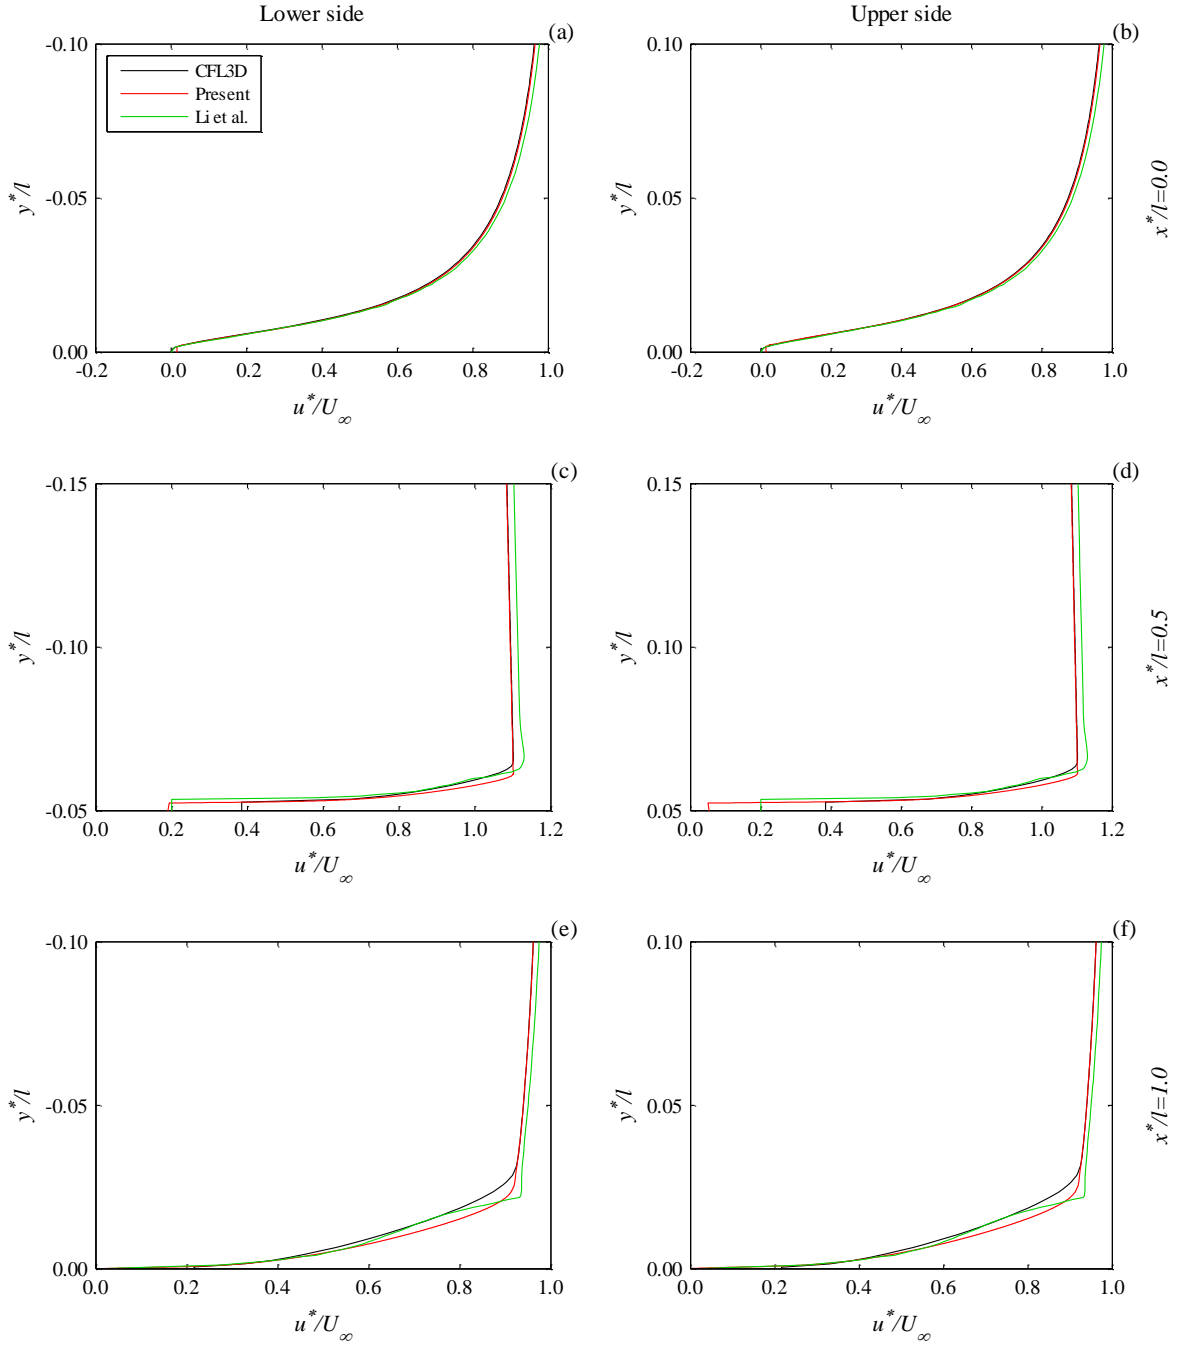 Lower side
Upper side
(a)
(b)
-0.10
-0.05
0.00
y*/l
CFL3D
Present
Li et al.
-0.2 0.0 0.2 0.4 0.6 0.8 1.0
u*/U∞
0.10
0.05
0.00
y*/l
-0.2 0.0 0.2 0.4 0.6 0.8 1.0
u*/U∞
x*/l=0.0
(c)
(d)
-0.15
-0.10
-0.05
y*/l
0.0 0.2 0.4 0.6 0.8 1.0 1.2
u*/U∞
0.15
0.10
0.05
y*/l
0.0 0.2 0.4 0.6 0.8 1.0 1.2
u*/U∞
x*/l=0.5
(e)
(f)
-0.10
-0.05
0.00
y*/l
0.0 0.2 0.4 0.6 0.8 1.0
u*/U∞
0.10
0.05
0.00
y*/l
0.0 0.2 0.4 0.6 0.8 1.0
u*/U∞
x*/l=1.0